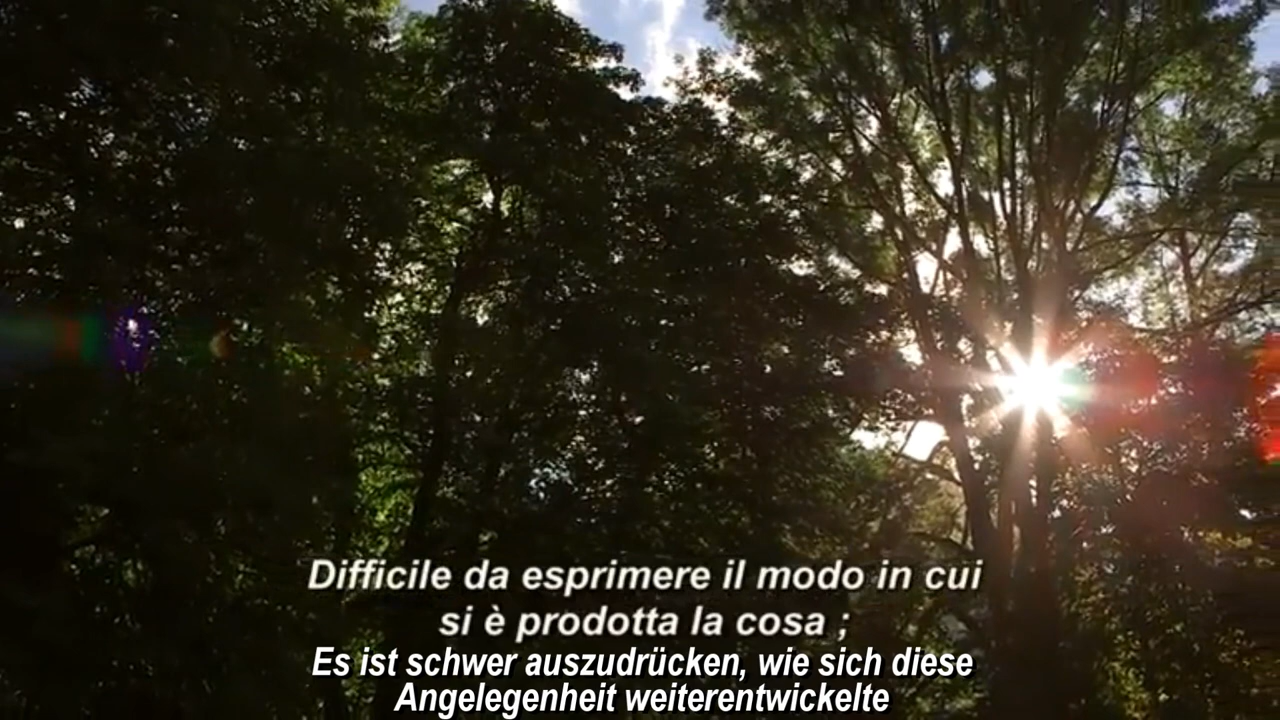 Difficile da esprimere il modo in cui
si è prodotta la cosa ;
Es ist schwer auszudrücken, wie sich diese
Angelegenheit weiterentwickelte